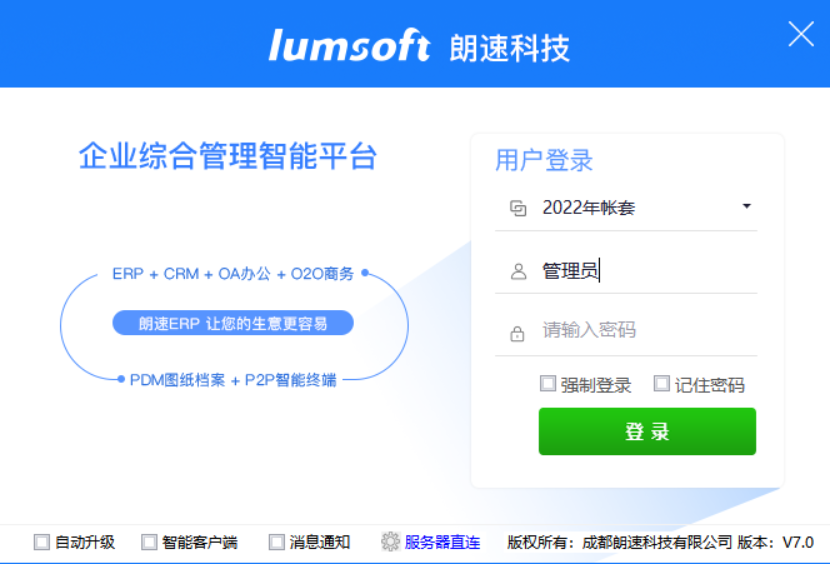 lumsoft 朗速科技
企业综合管理智能平台
ERP + CRM + OA办公 + O2O商务
朗速ERP 让您的生意更容易
PDM图纸档案 + P2P智能终端
用户登录
2022年帐套
管理员
请输入密码
强制登录 记住密码
登 录
自动升级 智能客户端 消息通知 服务器直连 版权所有：成都朗速科技有限公司 版本：V7.0